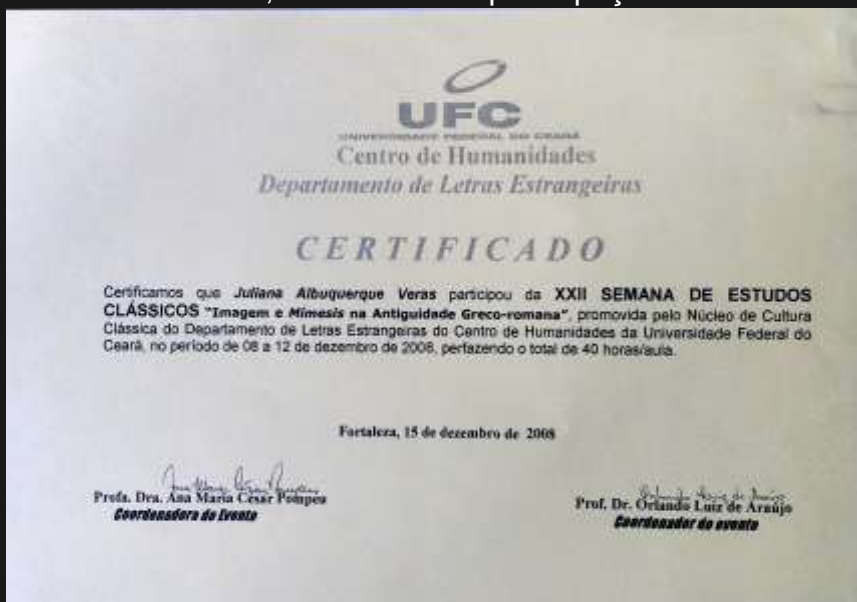 UFC
UNIVERSIDADE FEDERAL DO CEARÁ
Centro de Humanidades
Departamento de Letras Estrangeiras
CERTIFICADO
Certificamos que Juliana Albuquerque Veras participou da XXII SEMANA DE ESTUDOS
CLÁSSICOS "Imagem e Mimesis na Antiguidade Greco-romana", promovida pelo Núcleo de Cultura
Clássica do Departamento de Letras Estrangeiras do Centro de Humanidades da Universidade Federal do
Ceará, no período de 08 a 12 de dezembro de 2008, perfazendo o total de 40 horas/aula.
Fortaleza, 15 de dezembro de 2008
Profa. Dra. Ana Maria César Pompeu
Coordenadora do Evento
Prof. Dr. Orlando Luiz de Araújo
Coordenador do evento